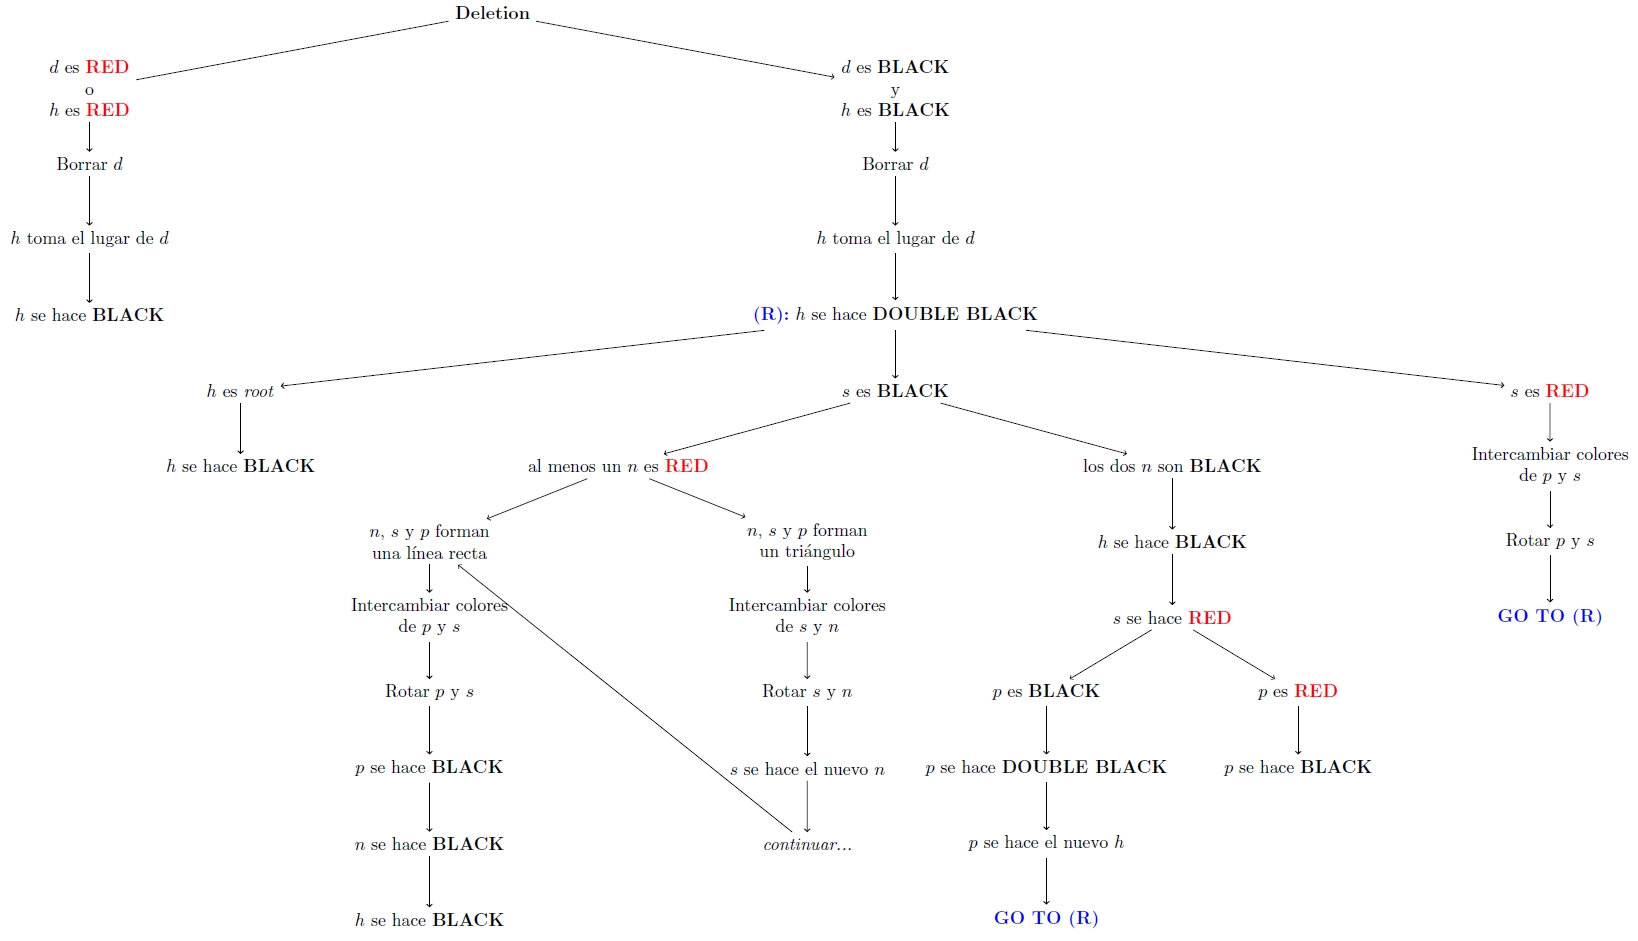 Deletion
d es RED
o
h es RED
Borrar d
h toma el lugar de d
h se hace BLACK
d es BLACK
y
h es BLACK
Borrar d
h toma el lugar de d
(R): h se hace DOUBLE BLACK
h es root
h se hace BLACK
s es BLACK
al menos un n es RED
n, s y p forman
una línea recta
Intercambiar colores
de p y s
Rotar p y s
p se hace BLACK
n se hace BLACK
h se hace BLACK
n, s y p forman
un triángulo
Intercambiar colores
de s y n
Rotar s y n
s se hace el nuevo n
continuar...
los dos n son BLACK
h se hace BLACK
s se hace RED
p es BLACK
p se hace DOUBLE BLACK
p se hace el nuevo h
GO TO (R)
p es RED
p se hace BLACK
s es RED
Intercambiar colores
de p y s
Rotar p y s
GO TO (R)